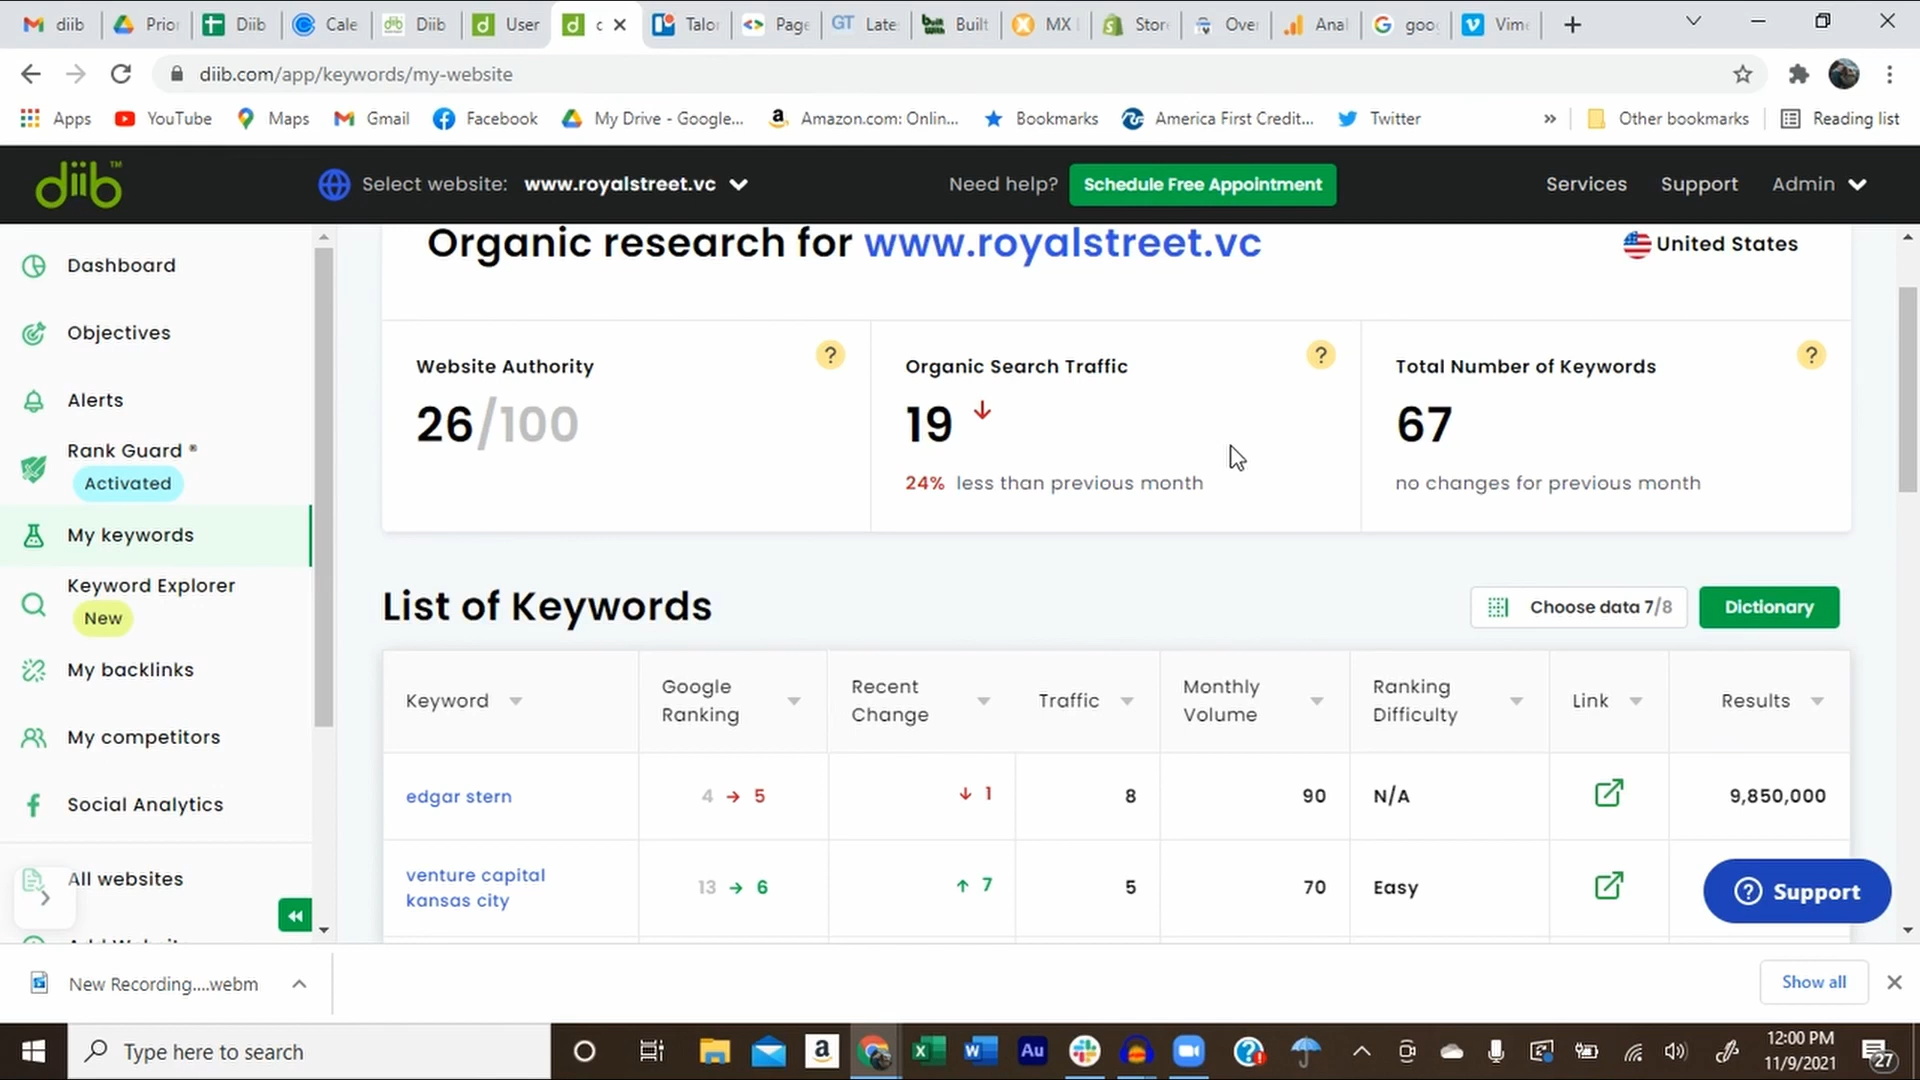 diib
Prior
Diib
Cale
Diib
User
c
Talor
Page
GT
Late
Built
MX
Store
Over
Anal
goo
Vim
diib.com/app/keywords/my-website
Apps
YouTube
Maps
Gmail
Facebook
My Drive - Google...
Amazon.com: Onlin...
Bookmarks
America First Credit...
Twitter
»
Other bookmarks
Reading list
diib™
Select website: www.royalstreet.vc
Need help?
Schedule Free Appointment
Services
Support
Admin
Organic research for www.royalstreet.vc
United States
Dashboard
Objectives
Alerts
Rank Guard ®
Activated
My keywords
Keyword Explorer
New
My backlinks
My competitors
Social Analytics
All websites
Website Authority
?
26/100
Organic Search Traffic
?
19 ↓
24% less than previous month
Total Number of Keywords
?
67
no changes for previous month
List of Keywords
Choose data 7/8
Dictionary
Keyword
Google Ranking
Recent Change
Traffic
Monthly Volume
Ranking Difficulty
Link
Results
edgar stern
4 → 5
↓ 1
8
90
N/A
9,850,000
venture capital
kansas city
13 → 6
↑ 7
5
70
Easy
? Support
New Recording....webm
Show all
Type here to search
a
Au
12:00 PM
11/9/2021
27